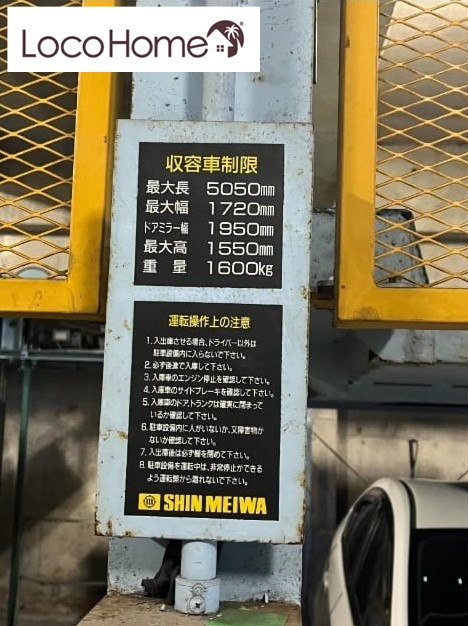 LocoHome
収容車制限
最大長 5050mm
最大幅 1720mm
ドアミラー幅 1950mm
最大高 1550mm
重量 1600kg
運転操作上の注意
1. 入出庫させる場合、ドライバー以外は
駐車設備内に入らないで下さい。
2. 必ず後進で入庫して下さい。
3. 入庫車のエンジン停止を確認して下さい。
4. 入庫車のサイドブレーキを確認して下さい。
5. 入庫車のドア、トランクは確実に閉まって
いるか確認して下さい。
6. 駐車設備内に人がいないか、又障害物が
ないか確認して下さい。
7. 入出庫後は必ず柵を閉めて下さい。
8. 駐車設備を運転中は、非常停止ができる
よう運転盤から離れないで下さい。
SHIN MEIWA